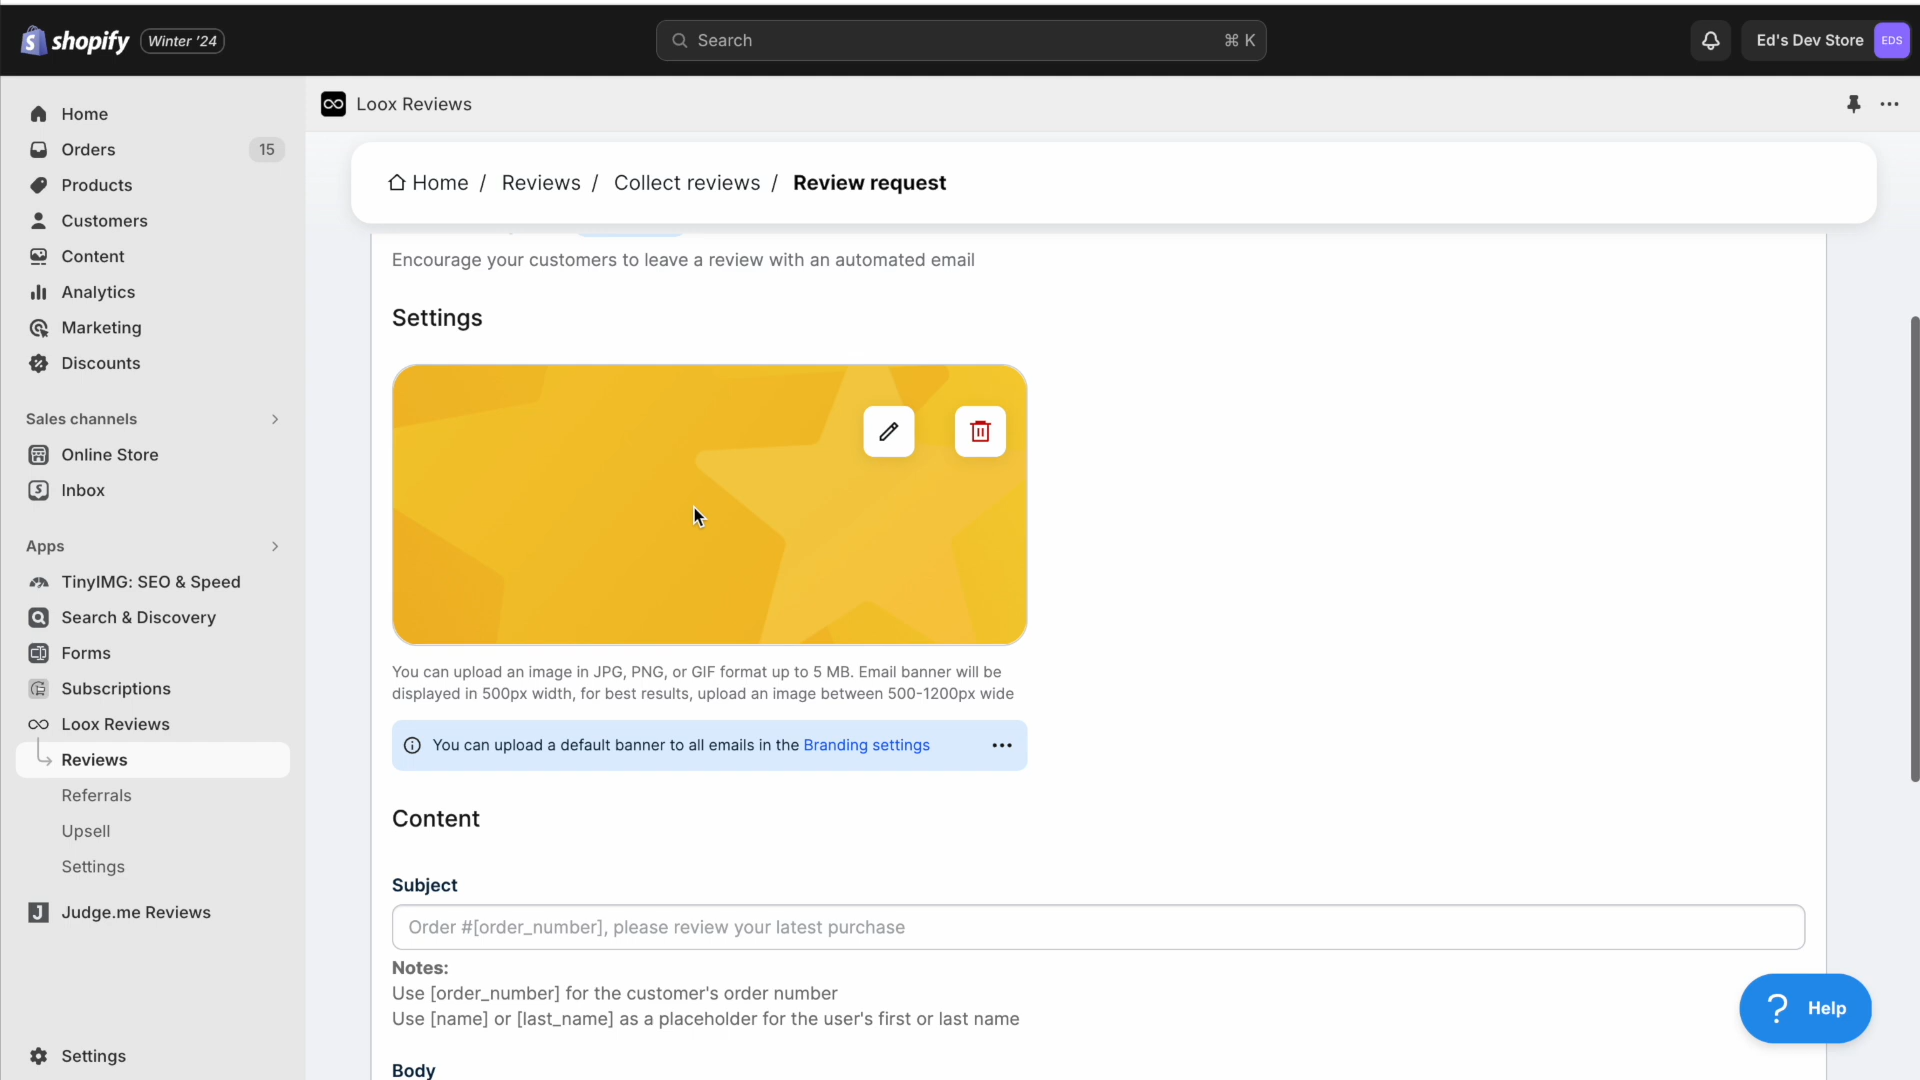 shopify Winter '24
Search ⌘ K
Ed's Dev Store EDS
Home
Orders 15
Products
Customers
Content
Analytics
Marketing
Discounts
Sales channels
Online Store
Inbox
Apps
TinyIMG: SEO & Speed
Search & Discovery
Forms
Subscriptions
Loox Reviews
Reviews
Referrals
Upsell
Settings
Judge.me Reviews
Settings
Loox Reviews
Home / Reviews / Collect reviews / Review request
Encourage your customers to leave a review with an automated email
Settings
You can upload an image in JPG, PNG, or GIF format up to 5 MB. Email banner will be
displayed in 500px width, for best results, upload an image between 500-1200px wide
You can upload a default banner to all emails in the Branding settings
Content
Subject
Order #[order_number], please review your latest purchase
Notes:
Use [order_number] for the customer's order number
Use [name] or [last_name] as a placeholder for the user's first or last name
Body
? Help